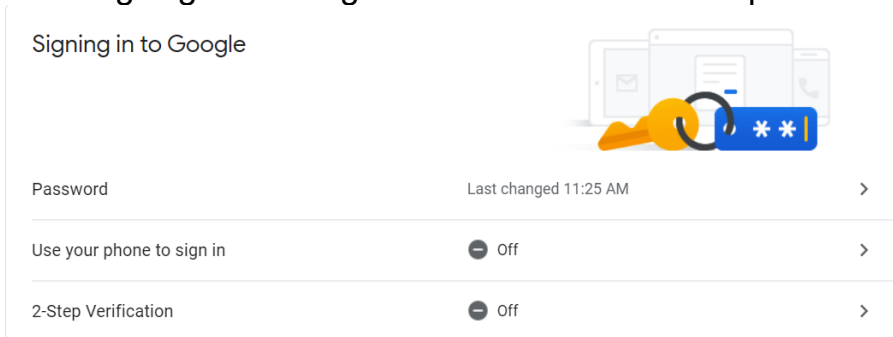 Signing in to Google
**
Password Last changed 11:25 AM
Use your phone to sign in Off
2-Step Verification Off